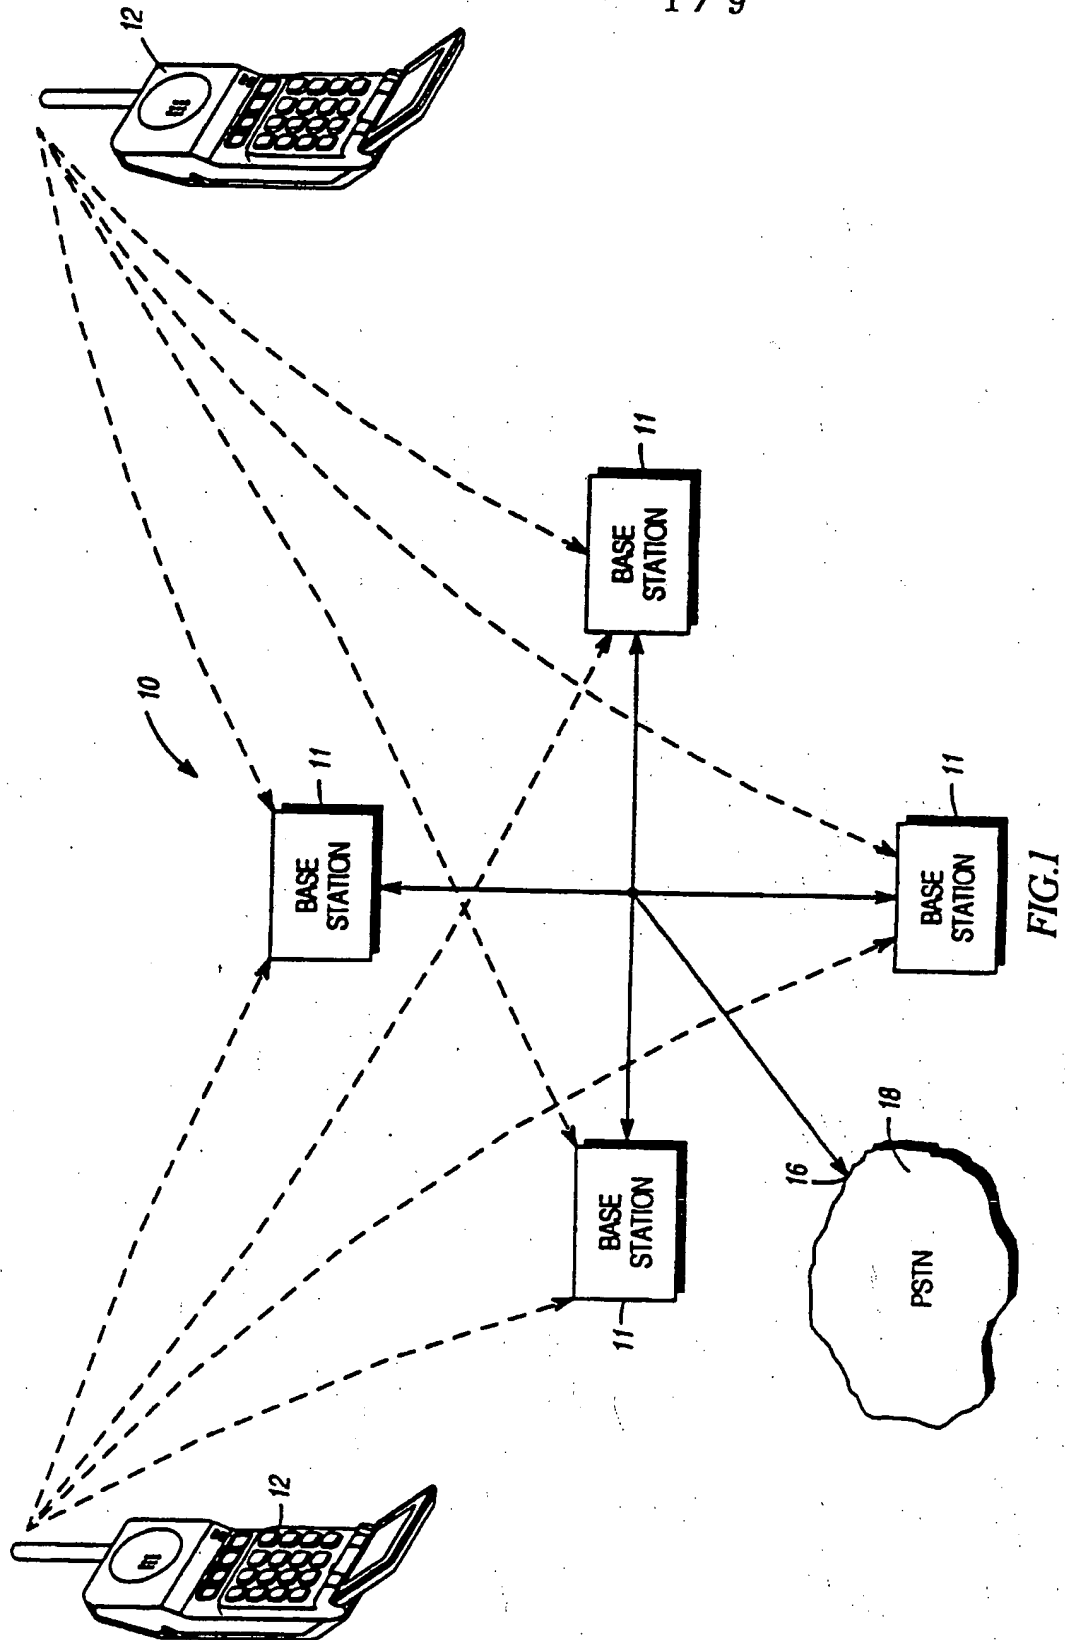 1 / 9
12
10
11
BASE
STATION
11
BASE
STATION
11
BASE
STATION
11
BASE
STATION
12
16
18
PSTN
FIG.1